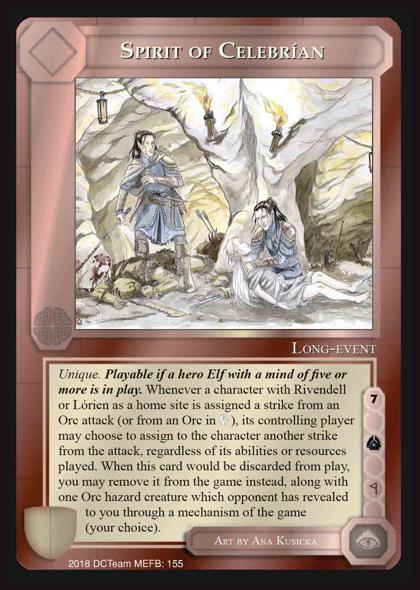 Spirit of Celebrían
Long-event
Unique. Playable if a hero Elf with a mind of five or
more is in play. Whenever a character with Rivendell
or Lórien as a home site is assigned a strike from an
Orc attack (or from an Orc in ), its controlling player
may choose to assign to the character another strike
from the attack, regardless of its abilities or resources
played. When this card would be discarded from play,
you may remove it from the game instead, along with
one Orc hazard creature which opponent has revealed
to you through a mechanism of the game
(your choice).
7
Art by Ana Kusicka
2018 DCTeam MEFB: 155